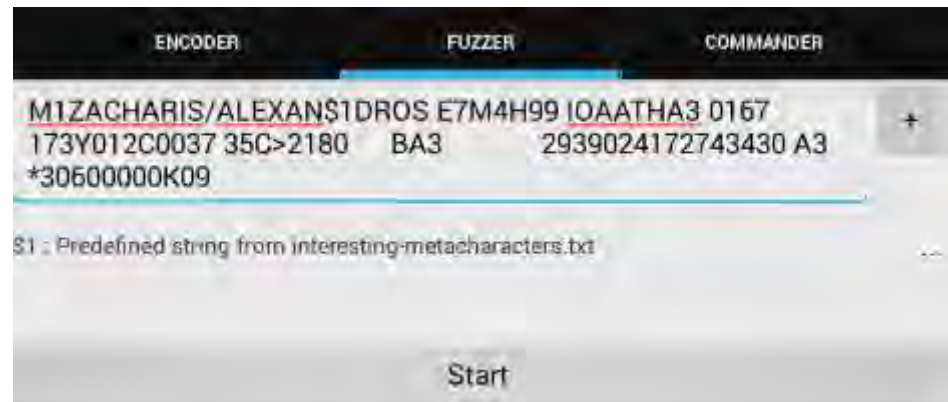 ENCODER FUZZER COMMANDER
M1ZACHARIS/ALEXAN$1DROS E7M4H99 IOAATHA3 0167
173Y012C0037 35C>2180 BA3 2939024172743430 A3
*30600000K09
+
$1 : Predefined string from interesting-metacharacters.txt
...
Start